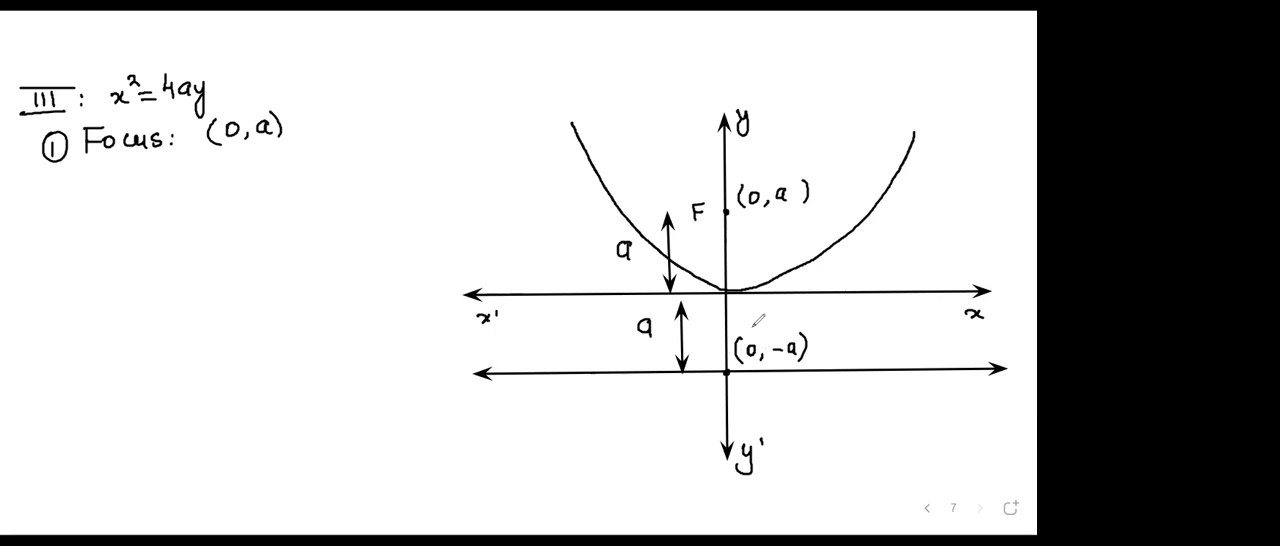 III: x²=4ay
① Focus: (0,a)
y
F (0,a)
a
x' x
a
(0,-a)
y'
< 7 >